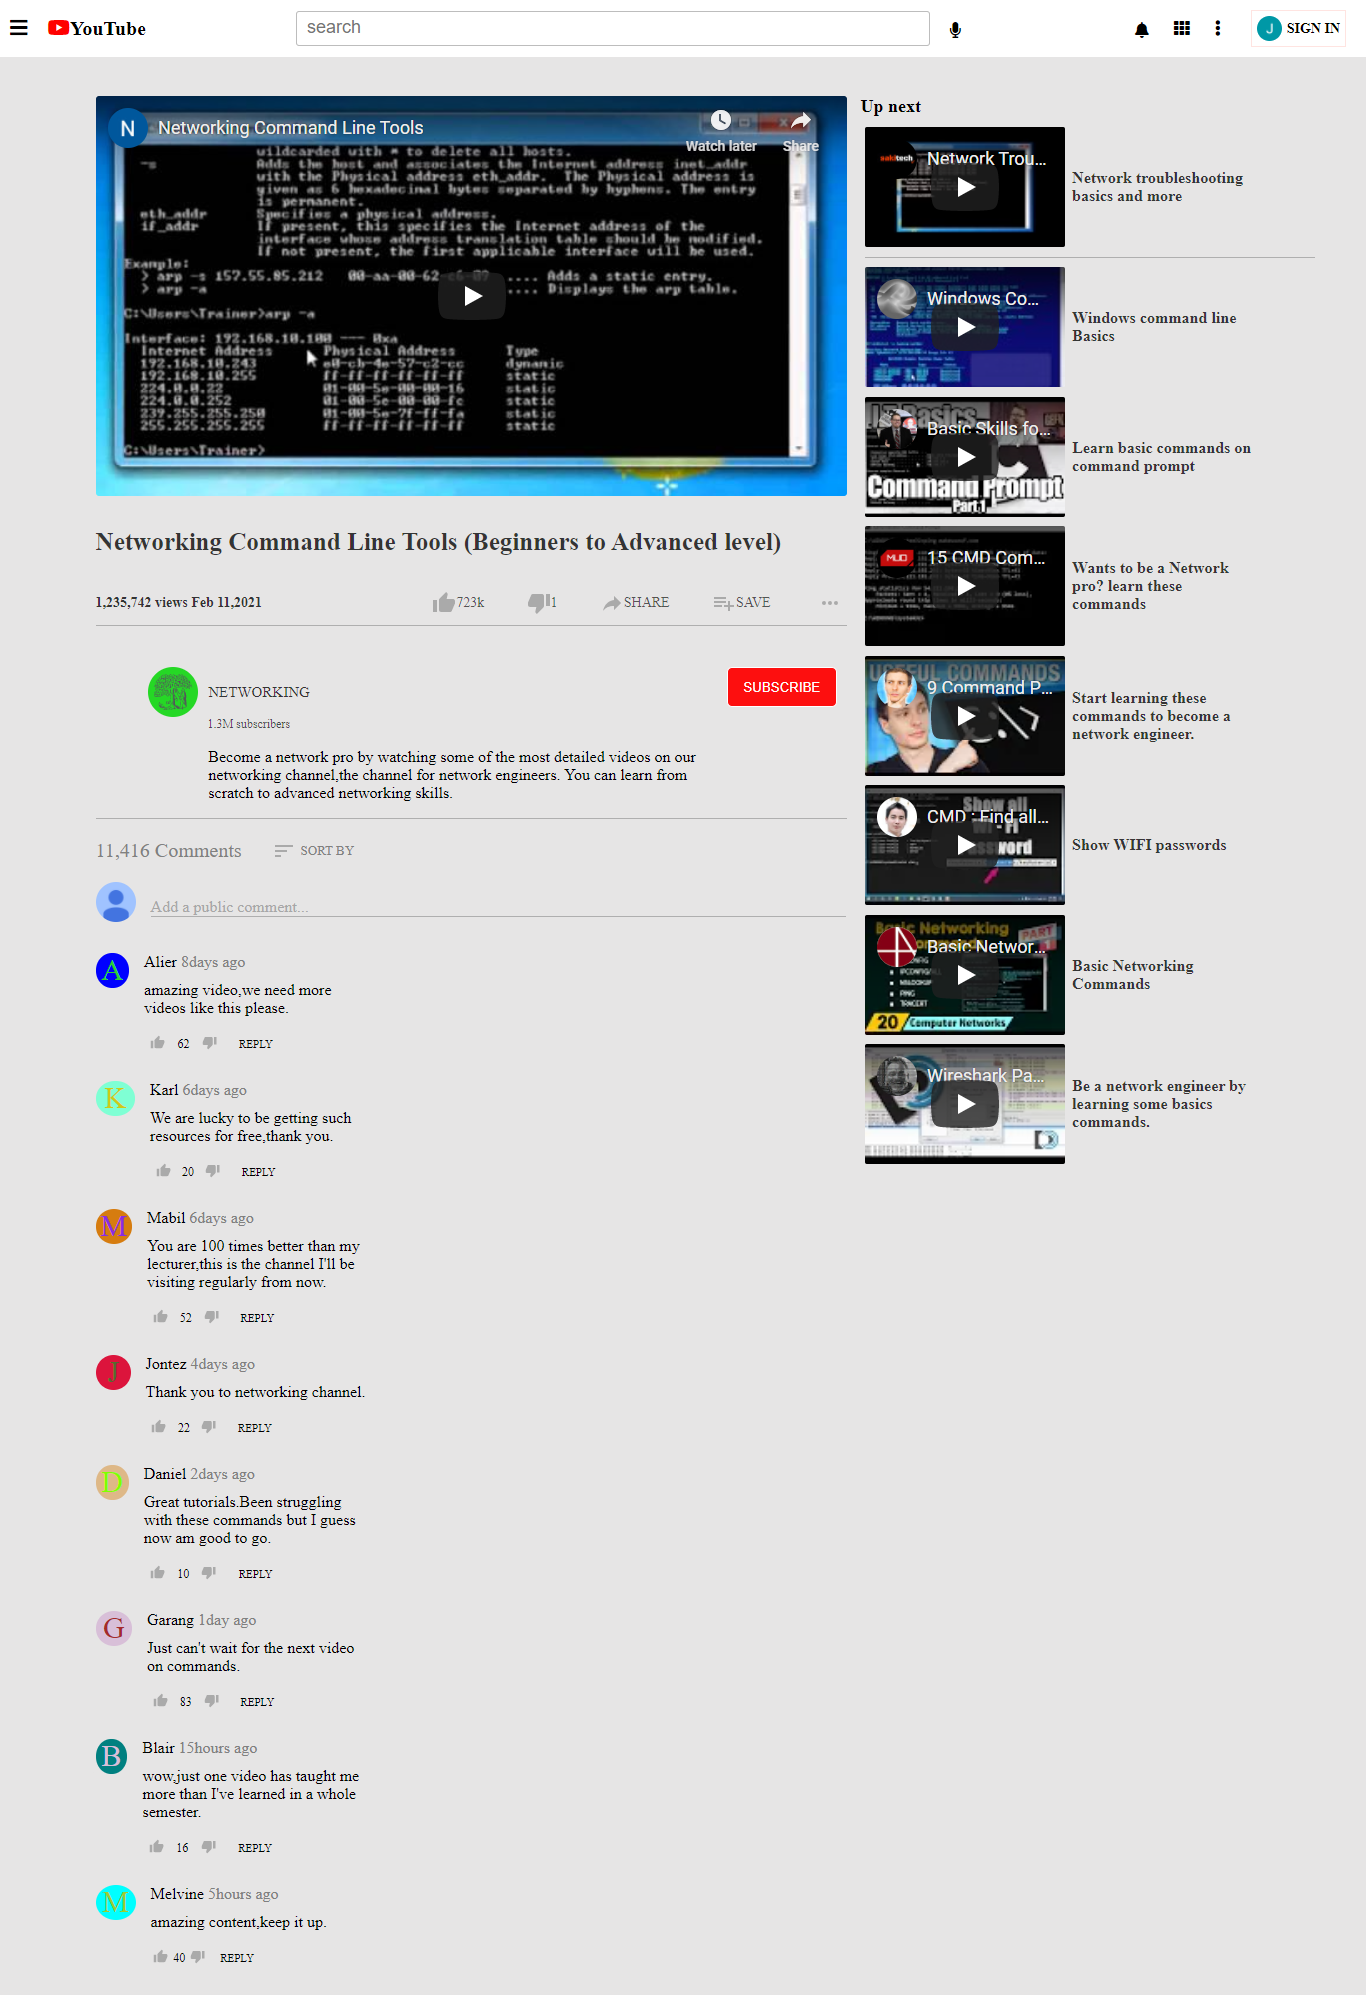 YouTube
search
J SIGN IN
N Networking Command Line Tools
Watch later
Share
wildcarded with * to delete all hosts.
-s Adds the host and associates the Internet address inet_addr
with the Physical address eth_addr. The Physical address is
given as 6 hexadecimal bytes separated by hyphens. The entry
is permanent.
eth_addr Specifies a physical address.
if_addr If present, this specifies the Internet address of the
interface whose address translation table should be modified.
If not present, the first applicable interface will be used.
Example:
> arp -s 157.55.85.212 00-aa-00-62-c6-09 .... Adds a static entry.
> arp -a .... Displays the arp table.
C:\Users\Trainer>arp -a
Interface: 192.168.10.100 --- 0xa
Internet Address Physical Address Type
192.168.10.243 e0-cb-4e-57-c2-cc dynamic
192.168.10.255 ff-ff-ff-ff-ff-ff static
224.0.0.22 01-00-5e-00-00-16 static
224.0.0.252 01-00-5e-00-00-fc static
239.255.255.250 01-00-5e-7f-ff-fa static
255.255.255.255 ff-ff-ff-ff-ff-ff static
C:\Users\Trainer>
Networking Command Line Tools (Beginners to Advanced level)
1,235,742 views Feb 11,2021
723k
1
SHARE
SAVE
NETWORKING
1.3M subscribers
SUBSCRIBE
Become a network pro by watching some of the most detailed videos on our
networking channel,the channel for network engineers. You can learn from
scratch to advanced networking skills.
11,416 Comments
SORT BY
Add a public comment...
A
Alier 8days ago
amazing video,we need more
videos like this please.
62 REPLY
K
Karl 6days ago
We are lucky to be getting such
resources for free,thank you.
20 REPLY
M
Mabil 6days ago
You are 100 times better than my
lecturer,this is the channel I'll be
visiting regularly from now.
52 REPLY
J
Jontez 4days ago
Thank you to networking channel.
22 REPLY
D
Daniel 2days ago
Great tutorials.Been struggling
with these commands but I guess
now am good to go.
10 REPLY
G
Garang 1day ago
Just can't wait for the next video
on commands.
83 REPLY
B
Blair 15hours ago
wow,just one video has taught me
more than I've learned in a whole
semester.
16 REPLY
M
Melvine 5hours ago
amazing content,keep it up.
40 REPLY
Up next
sakitech
Network Trou...
Network troubleshooting
basics and more
Windows Co...
Windows command line
Basics
Basic Skills fo...
Command Prompt
Part 1
Learn basic commands on
command prompt
MUO
15 CMD Com...
Wants to be a Network
pro? learn these
commands
USEFUL COMMANDS
9 Command P...
Start learning these
commands to become a
network engineer.
Show all
CMD : Find all...
Show WIFI passwords
Basic Networking
PART
Basic Networ...
20 Computer Networks
Basic Networking
Commands
Wireshark Pa...
Be a network engineer by
learning some basics
commands.